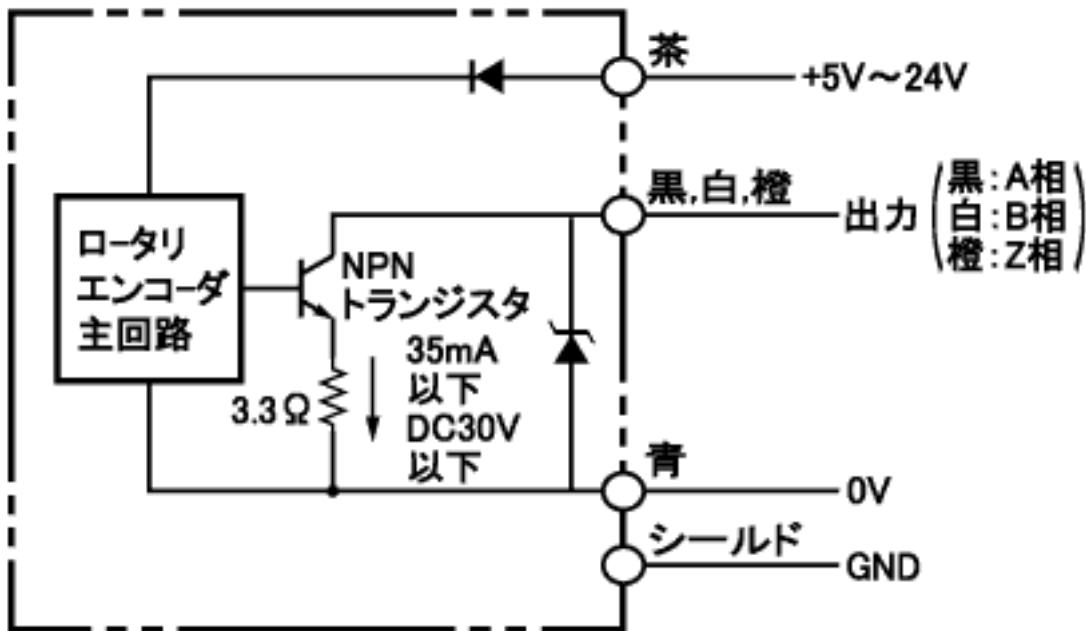 茶
+5V～24V
黒,白,橙
出力
黒:A相
白:B相
橙:Z相
ロータリ
エンコーダ
主回路
NPN
トランジスタ
35mA
以下
DC30V
以下
3.3Ω
青
0V
シールド
GND